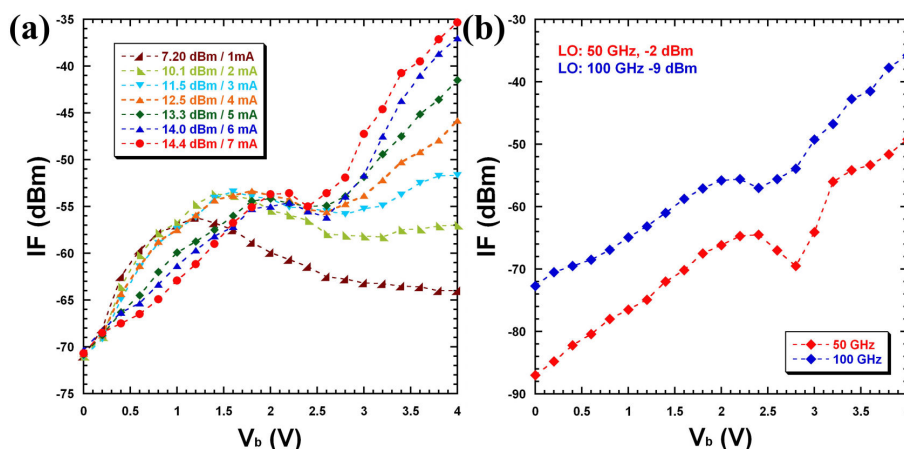 (a)
-35
-40
-45
-50
-55
-60
-65
-70
-75
IF (dBm)
7.20 dBm / 1mA
10.1 dBm / 2 mA
11.5 dBm / 3 mA
12.5 dBm / 4 mA
13.3 dBm / 5 mA
14.0 dBm / 6 mA
14.4 dBm / 7 mA
0 0.5 1 1.5 2 2.5 3 3.5 4
Vb (V)
(b)
-30
-40
-50
-60
-70
-80
-90
IF (dBm)
LO: 50 GHz, -2 dBm
LO: 100 GHz -9 dBm
50 GHz
100 GHz
0 0.5 1 1.5 2 2.5 3 3.5 4
Vb (V)